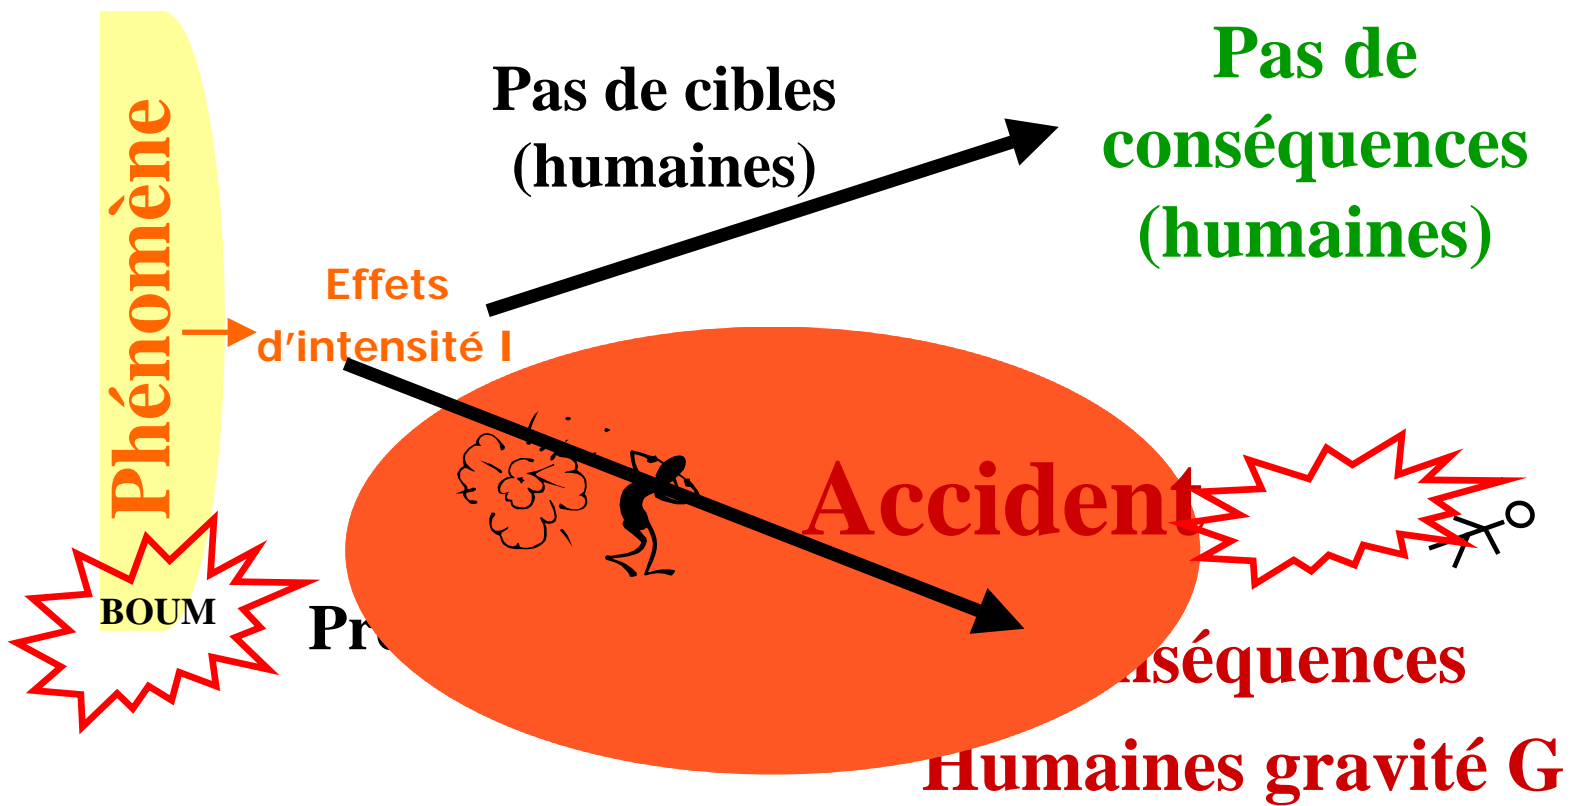 Phénomène
BOUM
Effets
d’intensité I
Pas de cibles
(humaines)
Pas de
conséquences
(humaines)
Accident
Humaines gravité G